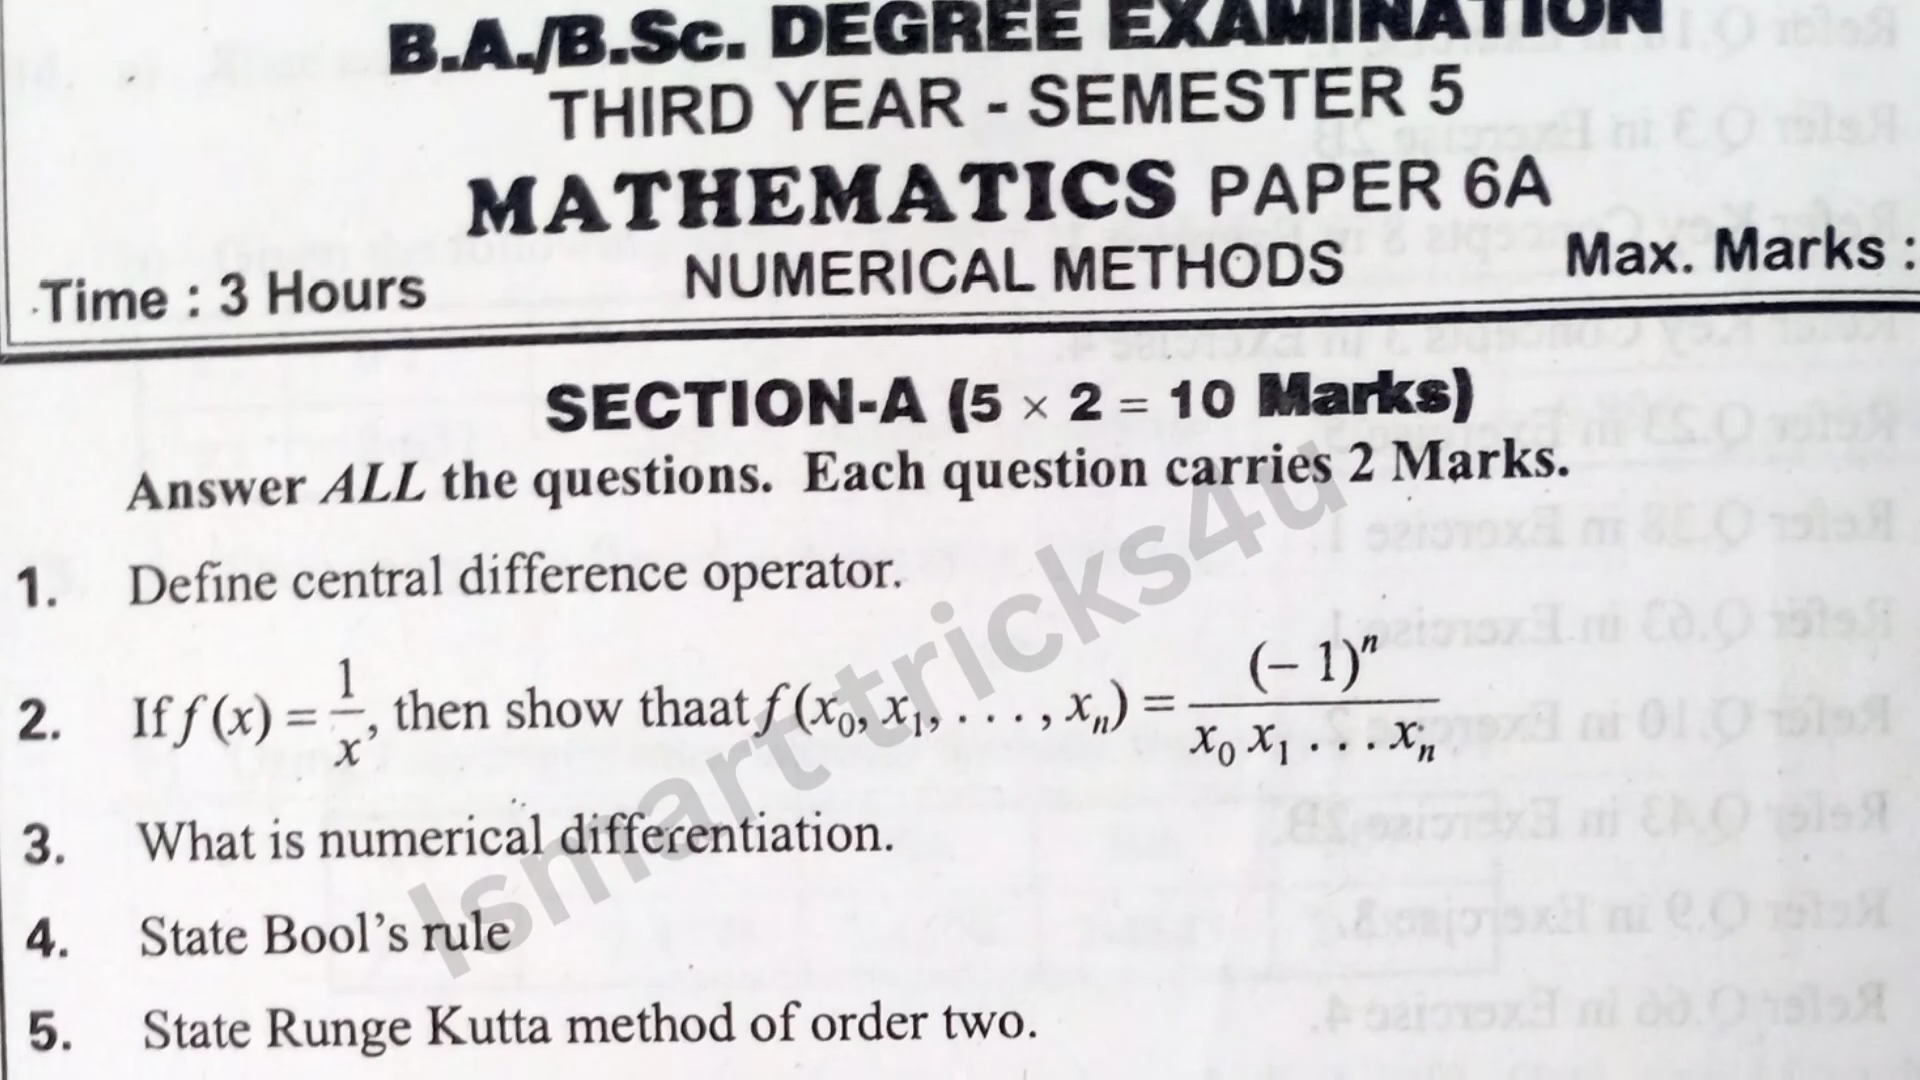 B.A./B.Sc. DEGREE EXAMINATION
THIRD YEAR - SEMESTER 5
MATHEMATICS PAPER 6A
Time : 3 Hours NUMERICAL METHODS Max. Marks :
SECTION-A (5 × 2 = 10 Marks)
Answer ALL the questions. Each question carries 2 Marks.
1. Define central difference operator.
2. If f (x) = 1/x, then show thaat f (x₀, x₁, . . . , xₙ) = (– 1)ⁿ / x₀ x₁ . . . xₙ
3. What is numerical differentiation.
4. State Bool's rule
5. State Runge Kutta method of order two.
Ismart tricks4u